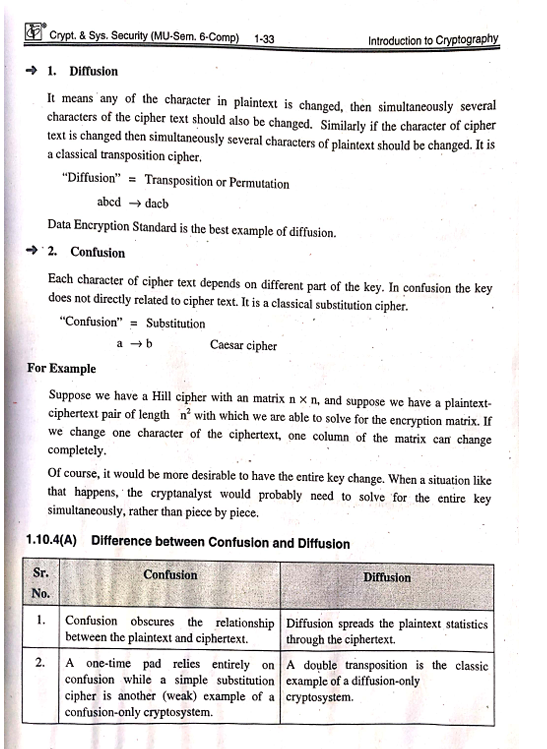 Crypt. & Sys. Security (MU-Sem. 6-Comp) 1-33 Introduction to Cryptography
→ 1. Diffusion
It means any of the character in plaintext is changed, then simultaneously several
characters of the cipher text should also be changed. Similarly if the character of cipher
text is changed then simultaneously several characters of plaintext should be changed. It is
a classical transposition cipher.
"Diffusion" = Transposition or Permutation
abcd → dacb
Data Encryption Standard is the best example of diffusion.
→ 2. Confusion
Each character of cipher text depends on different part of the key. In confusion the key
does not directly related to cipher text. It is a classical substitution cipher.
"Confusion" = Substitution
a → b Caesar cipher
For Example
Suppose we have a Hill cipher with an matrix n × n, and suppose we have a plaintext-
ciphertext pair of length n² with which we are able to solve for the encryption matrix. If
we change one character of the ciphertext, one column of the matrix can change
completely.
Of course, it would be more desirable to have the entire key change. When a situation like
that happens, the cryptanalyst would probably need to solve for the entire key
simultaneously, rather than piece by piece.
1.10.4(A) Difference between Confusion and Diffusion
Sr. No.
Confusion
Diffusion
1.
Confusion obscures the relationship
between the plaintext and ciphertext.
Diffusion spreads the plaintext statistics
through the ciphertext.
2.
A one-time pad relies entirely on
confusion while a simple substitution
cipher is another (weak) example of a
confusion-only cryptosystem.
A double transposition is the classic
example of a diffusion-only
cryptosystem.